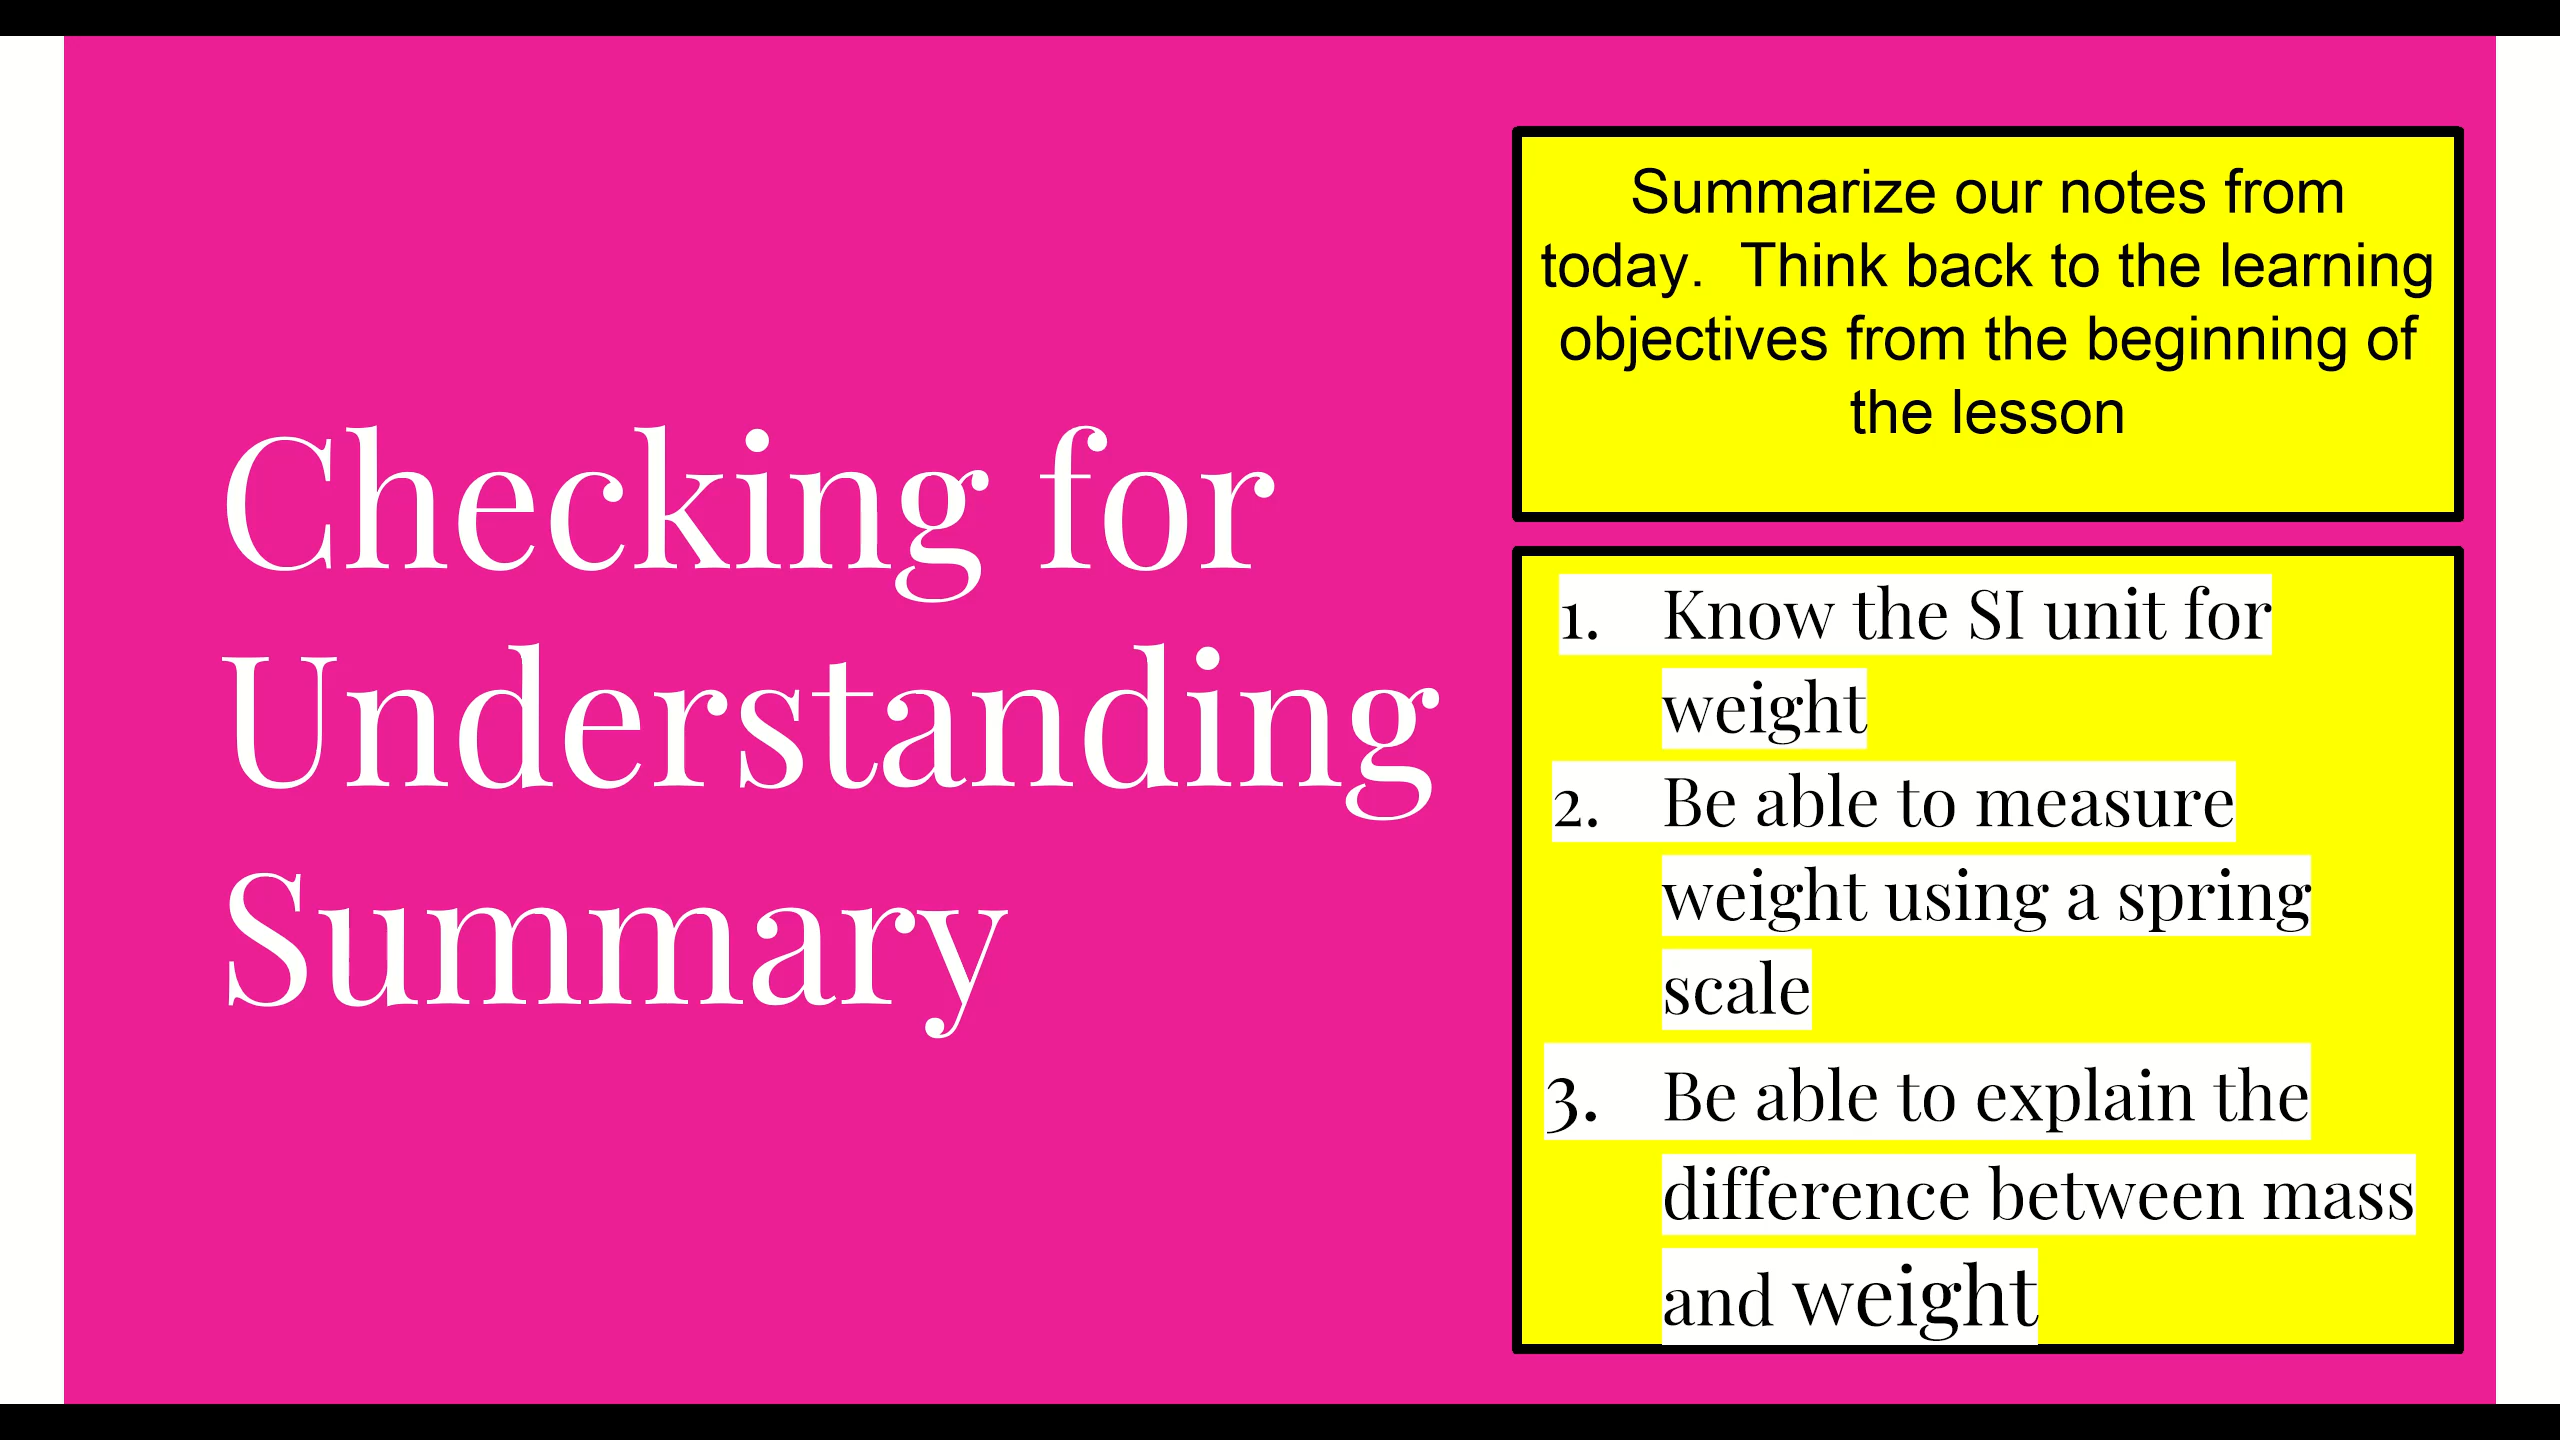 Checking for
Understanding
Summary
Summarize our notes from
today.  Think back to the learning
objectives from the beginning of
the lesson
1. Know the SI unit for
weight
2. Be able to measure
weight using a spring
scale
3. Be able to explain the
difference between mass
and weight